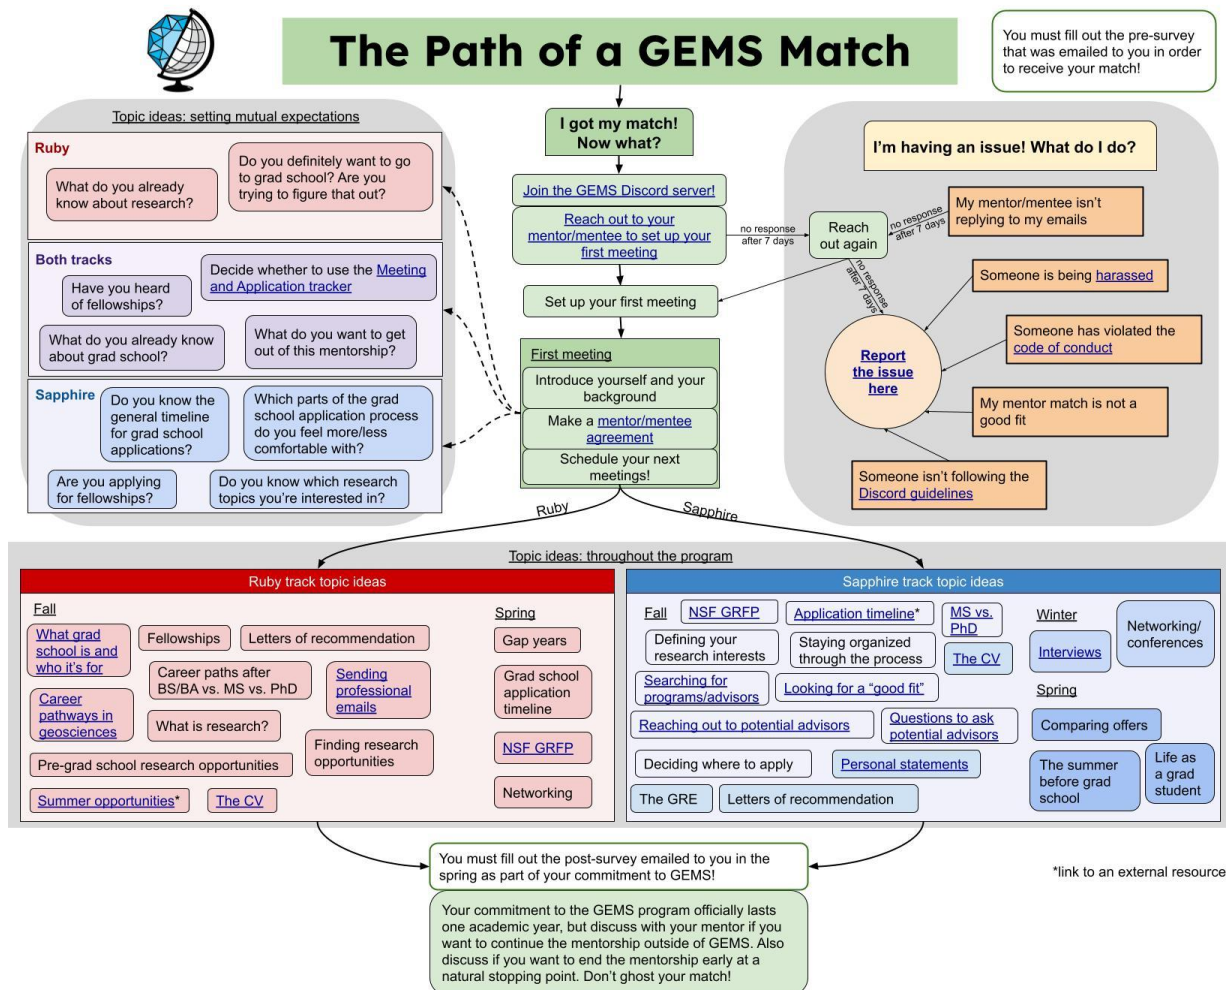 The Path of a GEMS Match
You must fill out the pre-survey
that was emailed to you in order
to receive your match!
I got my match!
Now what?
Join the GEMS Discord server!
Reach out to your
mentor/mentee to set up your
first meeting
no response
after 7 days
Reach
out again
Set up your first meeting
First meeting
Introduce yourself and your
background
Make a mentor/mentee
agreement
Schedule your next
meetings!
Ruby
Sapphire
Topic ideas: setting mutual expectations
Ruby
What do you already
know about research?
Do you definitely want to go
to grad school? Are you
trying to figure that out?
Both tracks
Have you heard
of fellowships?
Decide whether to use the Meeting
and Application tracker
What do you already know
about grad school?
What do you want to get
out of this mentorship?
Sapphire
Do you know the
general timeline
for grad school
applications?
Which parts of the grad
school application process
do you feel more/less
comfortable with?
Are you applying
for fellowships?
Do you know which research
topics you're interested in?
I'm having an issue! What do I do?
My mentor/mentee isn't
replying to my emails
no response
after 7 days
no response
after 7 days
Someone is being harassed
Someone has violated the
code of conduct
Report
the issue
here
My mentor match is not a
good fit
Someone isn't following the
Discord guidelines
Topic ideas: throughout the program
Ruby track topic ideas
Fall
What grad
school is and
who it's for
Fellowships
Letters of recommendation
Career paths after
BS/BA vs. MS vs. PhD
Sending
professional
emails
Career
pathways in
geosciences
What is research?
Finding research
opportunities
Pre-grad school research opportunities
Summer opportunities*
The CV
Spring
Gap years
Grad school
application
timeline
NSF GRFP
Networking
Sapphire track topic ideas
Fall
NSF GRFP
Application timeline*
MS vs.
PhD
Defining your
research interests
Staying organized
through the process
The CV
Searching for
programs/advisors
Looking for a "good fit"
Reaching out to potential advisors
Questions to ask
potential advisors
Deciding where to apply
Personal statements
The GRE
Letters of recommendation
Winter
Interviews
Networking/
conferences
Spring
Comparing offers
The summer
before grad
school
Life as
a grad
student
You must fill out the post-survey emailed to you in the
spring as part of your commitment to GEMS!
*link to an external resource
Your commitment to the GEMS program officially lasts
one academic year, but discuss with your mentor if you
want to continue the mentorship outside of GEMS. Also
discuss if you want to end the mentorship early at a
natural stopping point. Don't ghost your match!